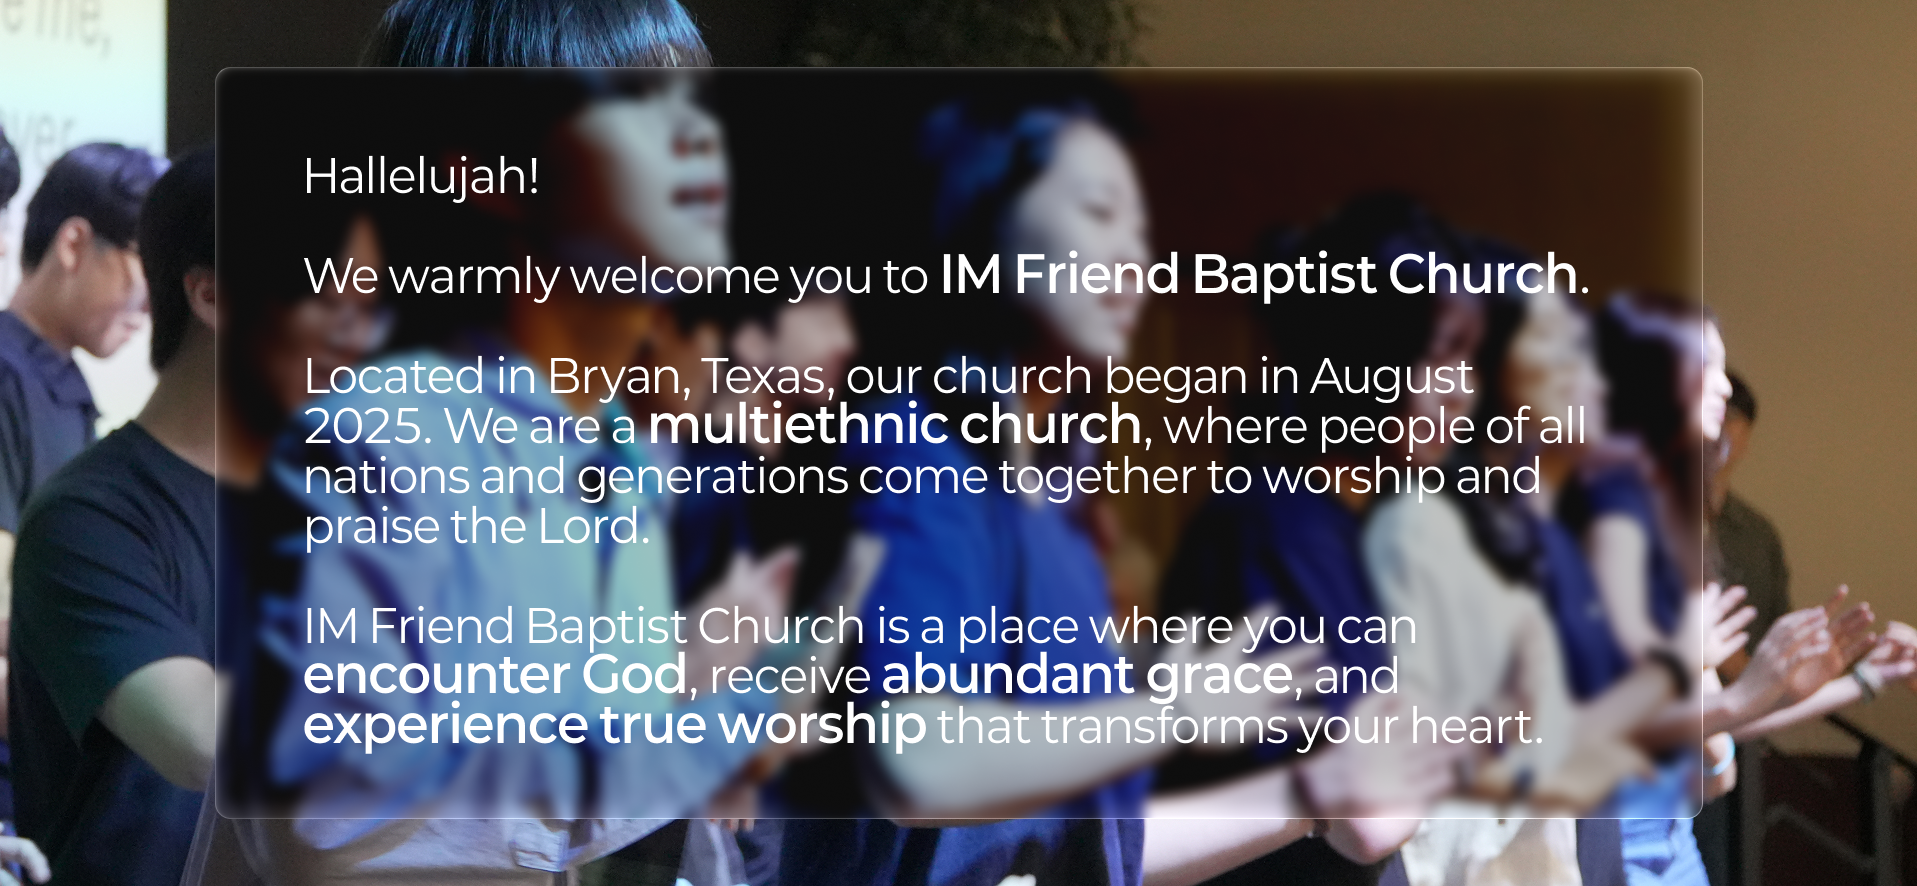 e me,
Hallelujah!
We warmly welcome you to IM Friend Baptist Church.
Located in Bryan, Texas, our church began in August
2025. We are a multiethnic church, where people of all
nations and generations come together to worship and
praise the Lord.
IM Friend Baptist Church is a place where you can
encounter God, receive abundant grace, and
experience true worship that transforms your heart.